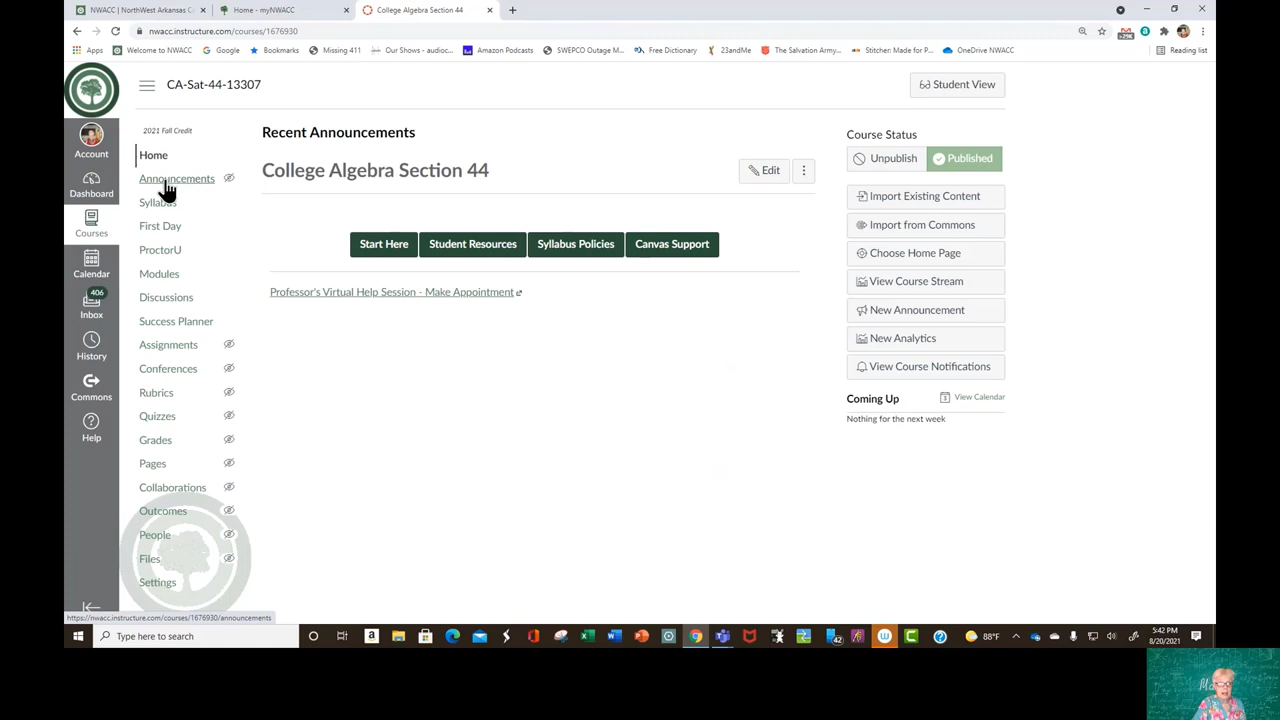 NWACC | NorthWest Arkansas C
Home - myNWACC
College Algebra Section 44
nwacc.instructure.com/courses/1676930
Apps
Welcome to NWACC
Google
Bookmarks
Missing 411
Our Shows - audioc...
Amazon Podcasts
SWEPCO Outage M...
Free Dictionary
23andMe
The Salvation Army...
Stitcher: Made for P...
OneDrive NWACC
Reading list
CA-Sat-44-13307
Student View
Account
Dashboard
Courses
Calendar
406
Inbox
History
Commons
Help
2021 Fall Credit
Home
Announcements
Syllabus
First Day
ProctorU
Modules
Discussions
Success Planner
Assignments
Conferences
Rubrics
Quizzes
Grades
Pages
Collaborations
Outcomes
People
Files
Settings
Recent Announcements
College Algebra Section 44
Edit
Start Here
Student Resources
Syllabus Policies
Canvas Support
Professor's Virtual Help Session - Make Appointment
Course Status
Unpublish
Published
Import Existing Content
Import from Commons
Choose Home Page
View Course Stream
New Announcement
New Analytics
View Course Notifications
Coming Up
View Calendar
Nothing for the next week
https://nwacc.instructure.com/courses/1676930/announcements
Type here to search
42
88°F
5:42 PM
8/20/2021